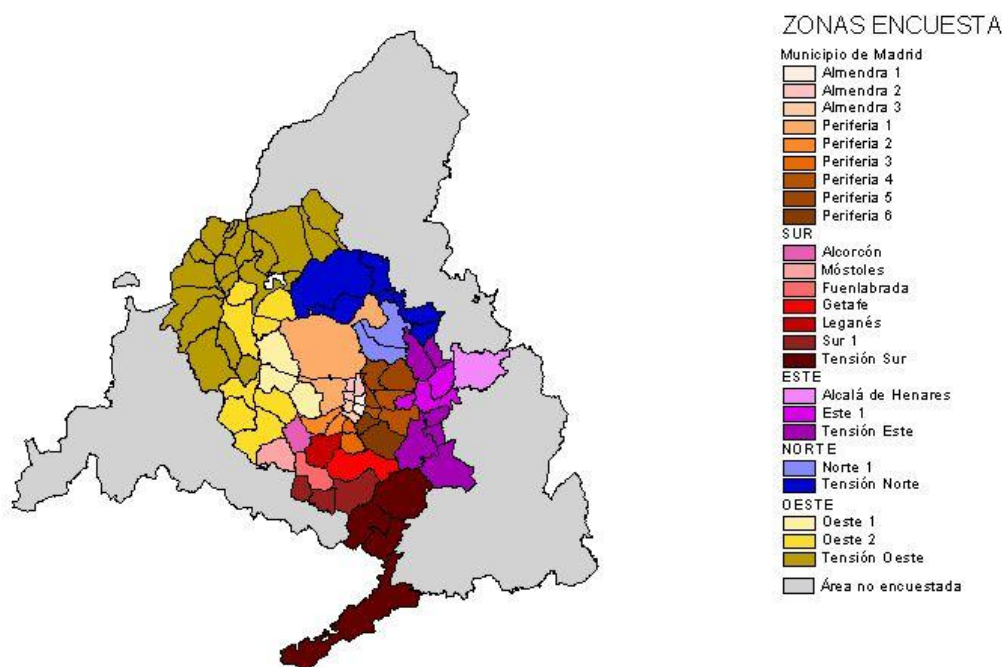 ZONAS ENCUESTA
Municipio de Madrid
Almendra 1
Almendra 2
Almendra 3
Periferia 1
Periferia 2
Periferia 3
Periferia 4
Periferia 5
Periferia 6
SUR
Alcorcón
Móstoles
Fuenlabrada
Getafe
Leganés
Sur 1
Tensión Sur
ESTE
Alcalá de Henares
Este 1
Tensión Este
NORTE
Norte 1
Tensión Norte
OESTE
Oeste 1
Oeste 2
Tensión Oeste
Área no encuestada